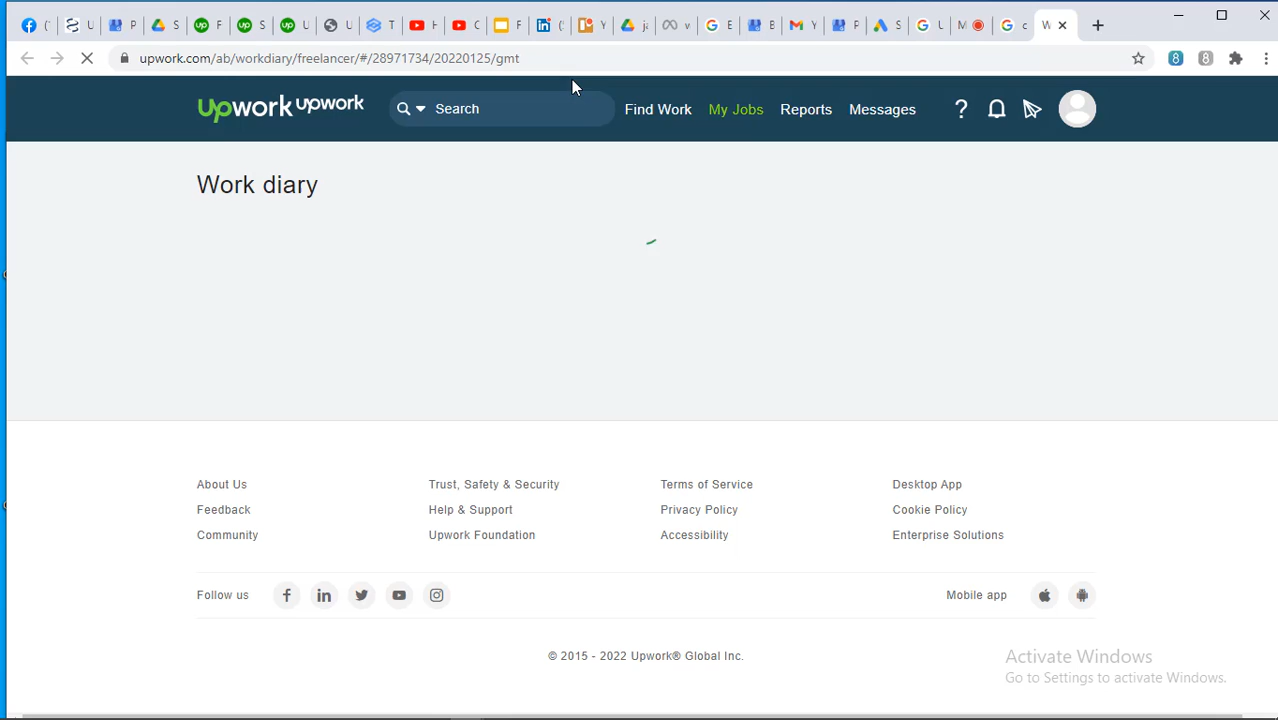 ( U P S F S U U T H C F ( Y ja w G E B Y P S U M c W
upwork.com/ab/workdiary/freelancer/#/28971734/20220125/gmt
upwork upwork Search Find Work My Jobs Reports Messages ?
Work diary
About Us Trust, Safety & Security Terms of Service Desktop App
Feedback Help & Support Privacy Policy Cookie Policy
Community Upwork Foundation Accessibility Enterprise Solutions
Follow us Mobile app
© 2015 - 2022 Upwork® Global Inc.
Activate Windows
Go to Settings to activate Windows.